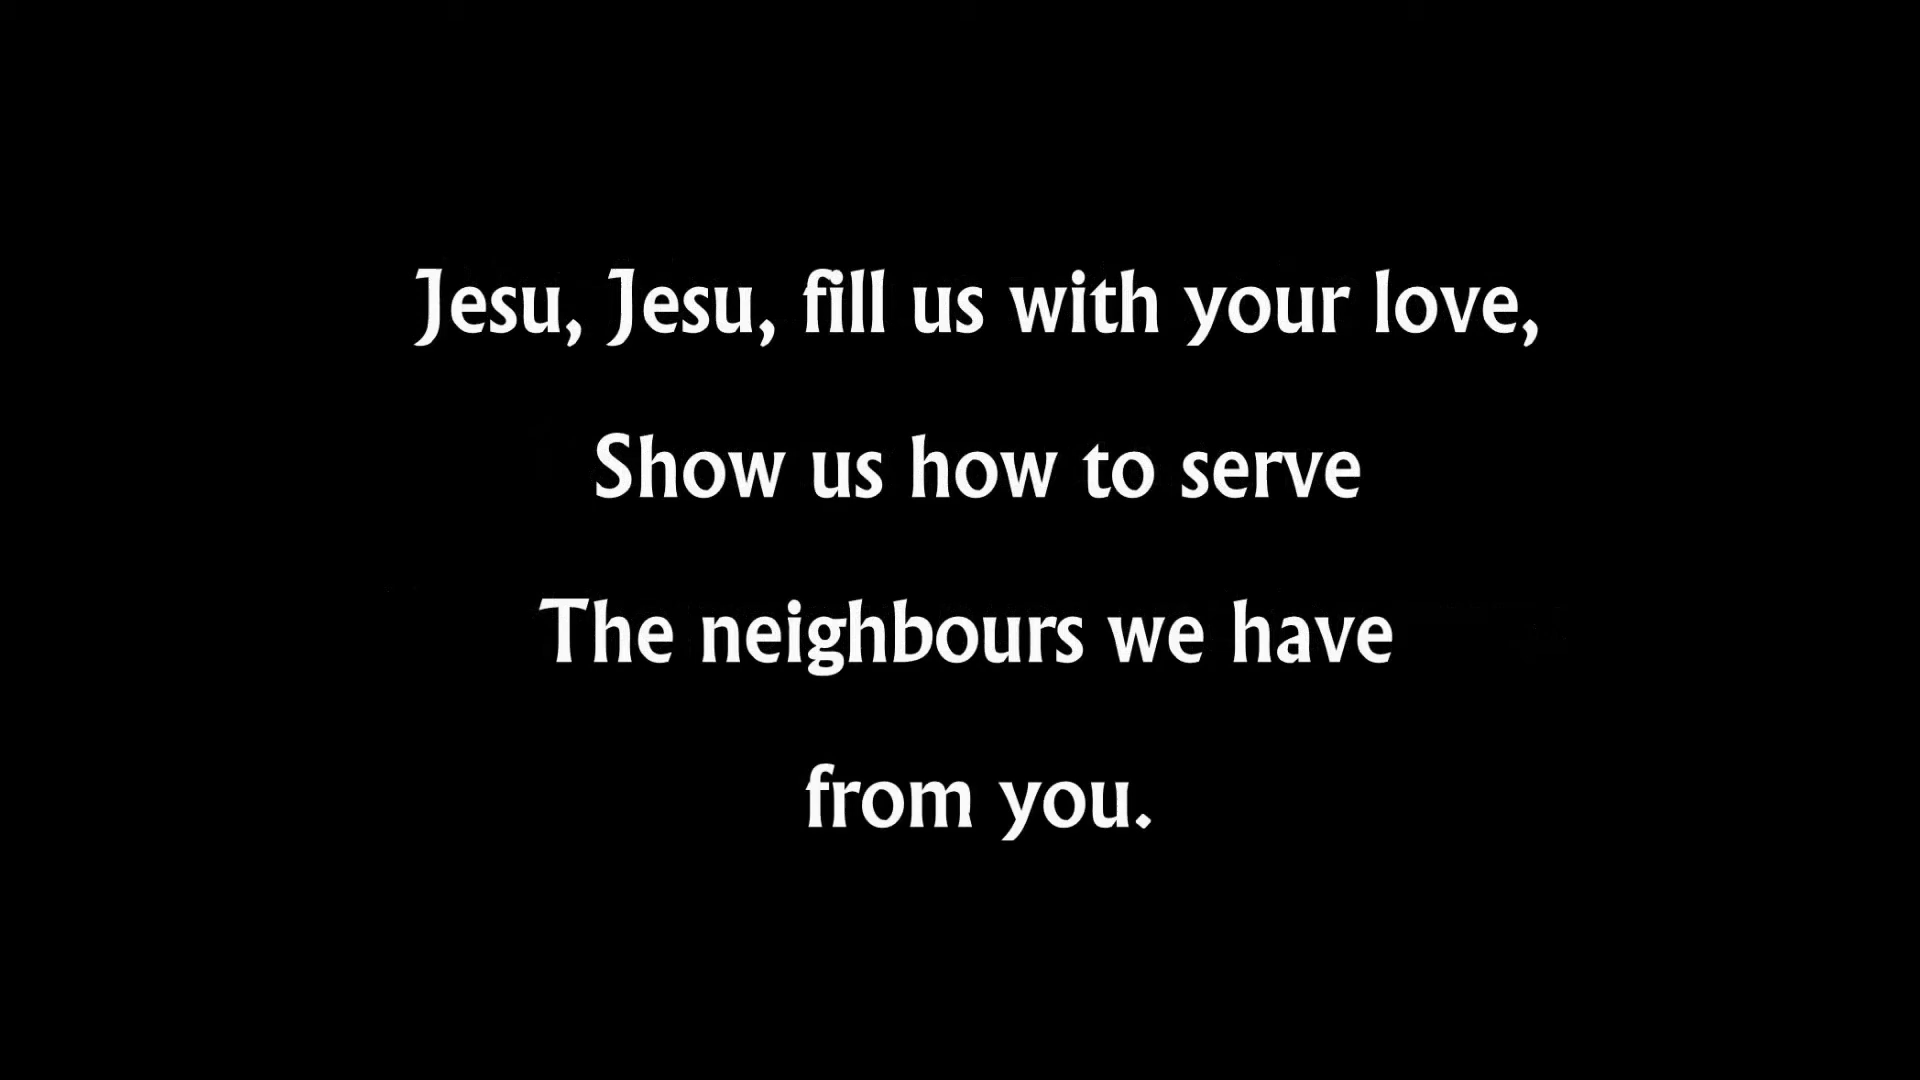 Jesu, Jesu, fill us with your love,
Show us how to serve
The neighbours we have
from you.